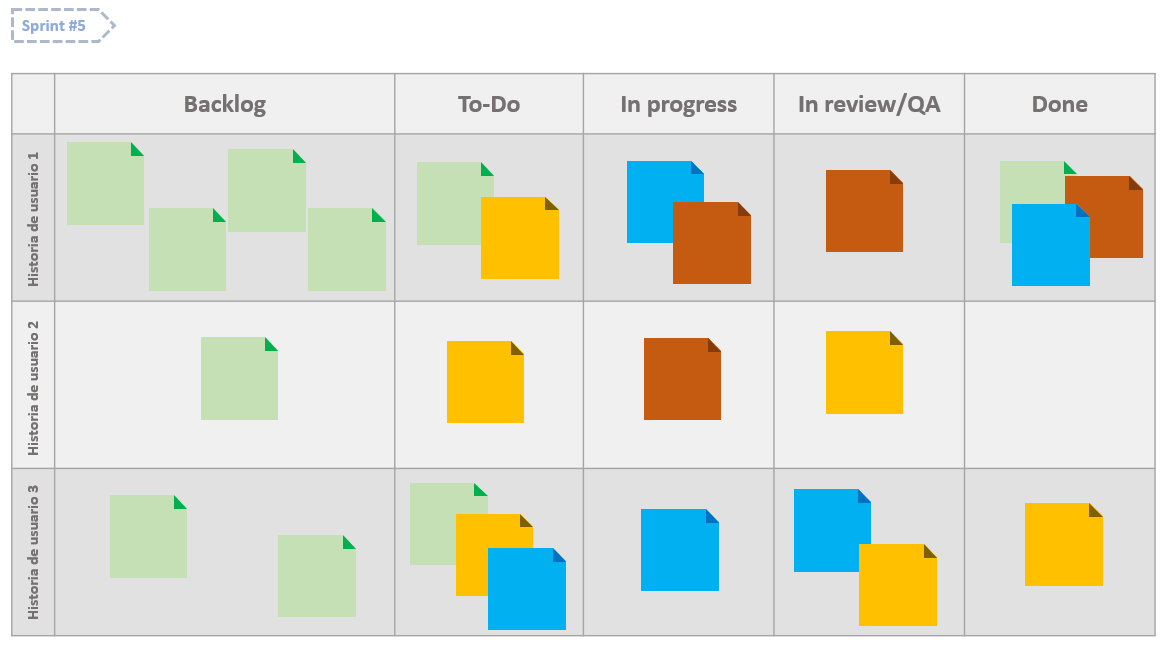 Sprint #5
Backlog
To-Do
In progress
In review/QA
Done
Historia de usuario 1
Historia de usuario 2
Historia de usuario 3